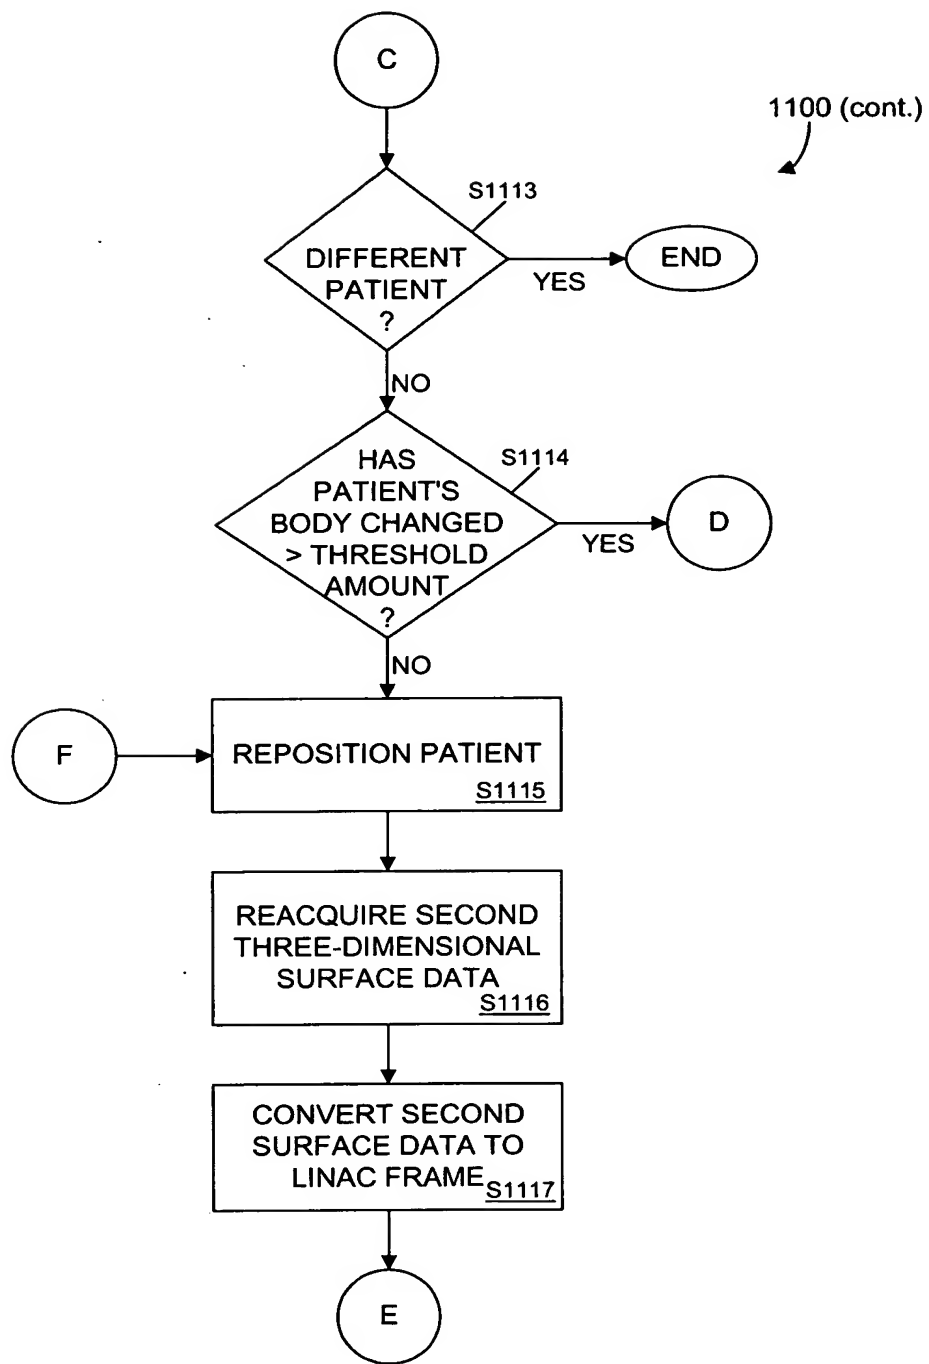 C
1100 (cont.)
S1113
DIFFERENT
PATIENT
?
YES
END
NO
S1114
HAS
PATIENT'S
BODY CHANGED
> THRESHOLD
AMOUNT
?
YES
D
NO
F
REPOSITION PATIENT
S1115
REACQUIRE SECOND
THREE-DIMENSIONAL
SURFACE DATA
S1116
CONVERT SECOND
SURFACE DATA TO
LINAC FRAME
S1117
E